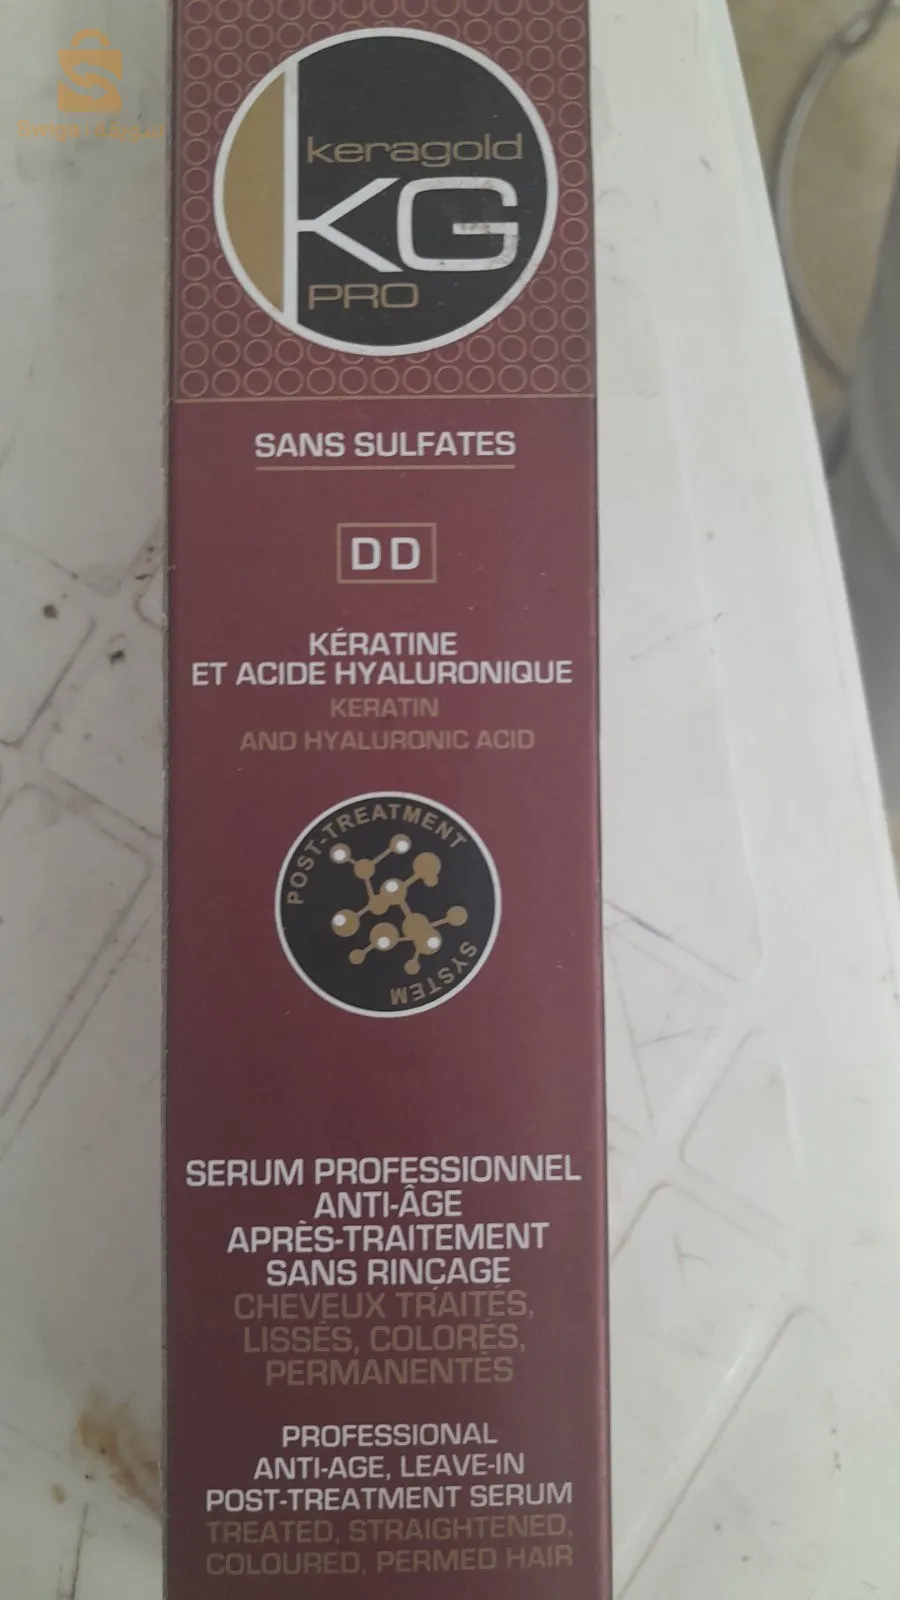 keragold
KG
PRO
SANS SULFATES
DD
KÉRATINE
ET ACIDE HYALURONIQUE
KERATIN
AND HYALURONIC ACID
POST-TREATMENT
SYSTEM
SERUM PROFESSIONNEL
ANTI-ÂGE
APRÈS-TRAITEMENT
SANS RINÇAGE
CHEVEUX TRAITÉS,
LISSÉS, COLORÉS,
PERMANENTÉS
PROFESSIONAL
ANTI-AGE, LEAVE-IN
POST-TREATMENT SERUM
TREATED, STRAIGHTENED,
COLOURED, PERMED HAIR